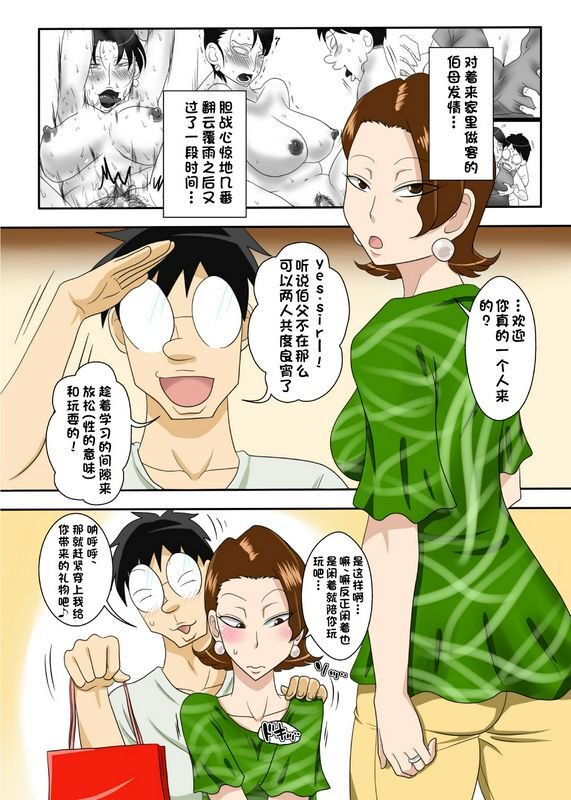 对着来家里做客的
伯母发情…
胆战心惊地几番
翻云覆雨之后又
过了一段时间…
…欢迎
你真的一个人来
的？
yes·sir!
听说伯父不在那么
可以两人共度良宵了
趁着学习的间隙来
放松(性的意味)
和玩耍的！
是这样啊…
嘛，嘛反正闲着也
是闲着就陪你玩
玩吧…
呐呼呼，
那就赶紧穿上我给
你带来的礼物吧♪
ソワ…
ドキッ